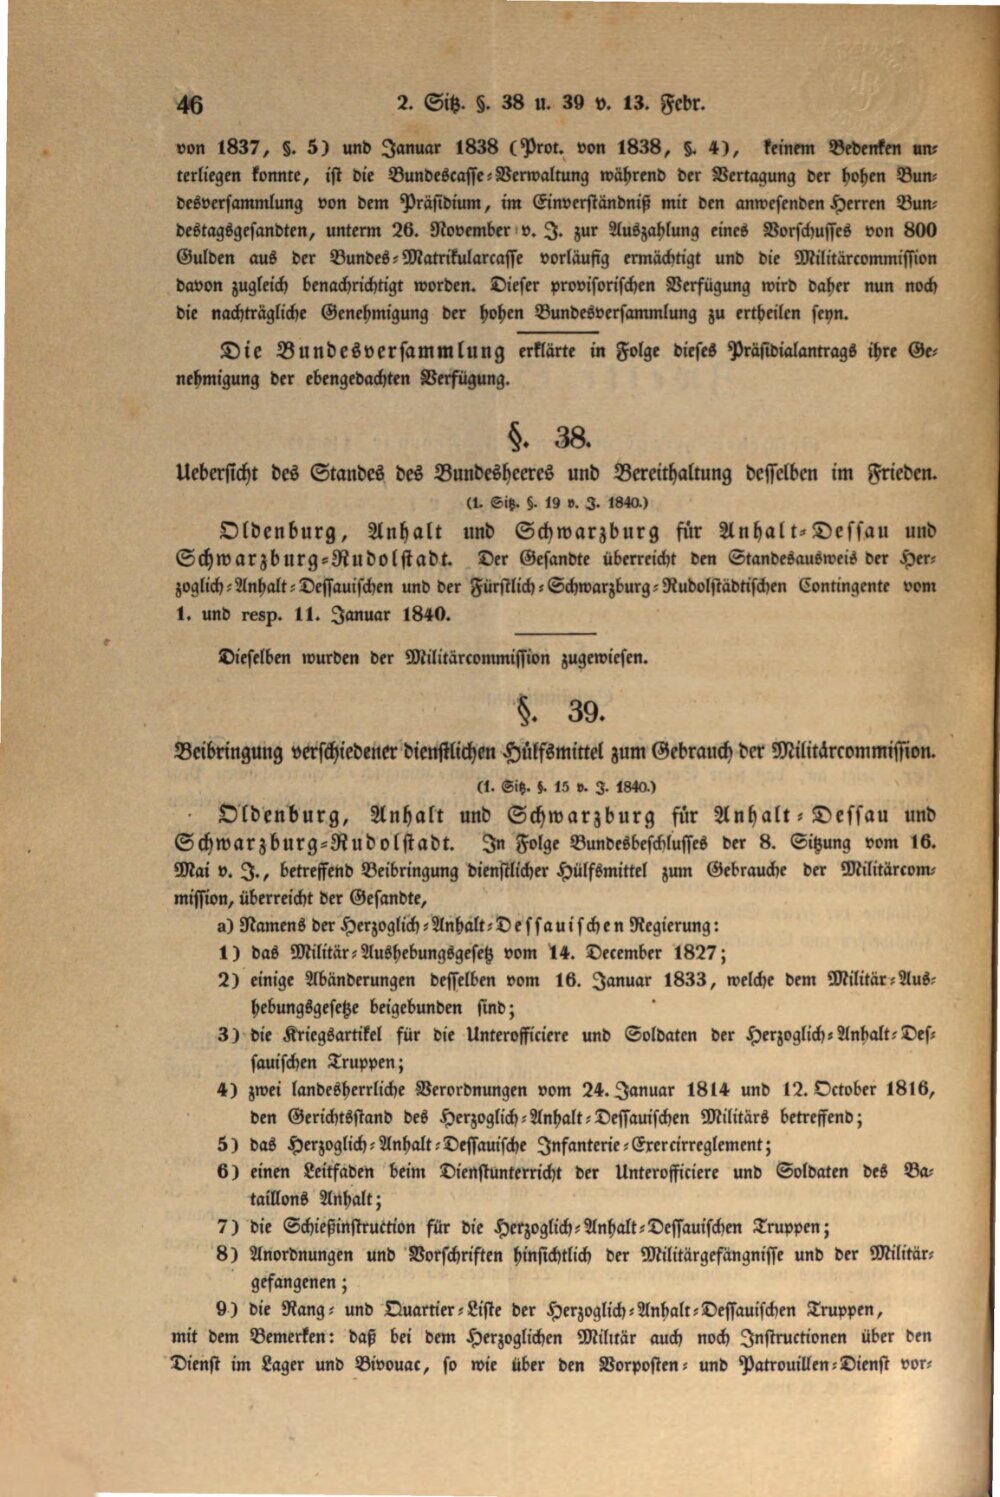 46 2. Sitz. §. 38 u. 39 v. 13. Febr.
von 1837, §. 5) und Januar 1838 (Prot. von 1838, §. 4), keinem Bedenken un-
terliegen konnte, ist die Bundescasse-Verwaltung während der Vertagung der hohen Bun-
desversammlung von dem Präsidium, im Einverständniß mit den anwesenden Herren Bun-
destagsgesandten, unterm 26. November v. J. zur Auszahlung eines Vorschusses von 800
Gulden aus der Bundes-Matrikularcasse vorläufig ermächtigt und die Militärcommission
davon zugleich benachrichtigt worden. Dieser provisorischen Verfügung wird daher nun noch
die nachträgliche Genehmigung der hohen Bundesversammlung zu ertheilen seyn.
Die Bundesversammlung erklärte in Folge dieses Präsidialantrags ihre Ge-
nehmigung der ebengedachten Verfügung.
§. 38.
Uebersicht des Standes des Bundesheeres und Bereithaltung desselben im Frieden.
(1. Sitz. §. 19 v. J. 1840.)
Oldenburg, Anhalt und Schwarzburg für Anhalt-Dessau und
Schwarzburg-Rudolstadt. Der Gesandte überreicht den Standesausweis der Her-
zoglich-Anhalt-Dessauischen und der Fürstlich-Schwarzburg-Rudolstädtischen Contingente vom
1. und resp. 11. Januar 1840.
Dieselben wurden der Militärcommission zugewiesen.
§. 39.
Beibringung verschiedener dienstlichen Hülfsmittel zum Gebrauch der Militärcommission.
(1. Sitz. §. 15 v. J. 1840.)
Oldenburg, Anhalt und Schwarzburg für Anhalt-Dessau und
Schwarzburg-Rudolstadt. In Folge Bundesbeschlusses der 8. Sitzung vom 16.
Mai v. J., betreffend Beibringung dienstlicher Hülfsmittel zum Gebrauche der Militärcom-
mission, überreicht der Gesandte,
a) Namens der Herzoglich-Anhalt-Dessauischen Regierung:
1) das Militär-Aushebungsgesetz vom 14. December 1827;
2) einige Abänderungen desselben vom 16. Januar 1833, welche dem Militär-Aus-
hebungsgesetze beigebunden sind;
3) die Kriegsartikel für die Unterofficiere und Soldaten der Herzoglich-Anhalt-Des-
sauischen Truppen;
4) zwei landesherrliche Verordnungen vom 24. Januar 1814 und 12. October 1816,
den Gerichtsstand des Herzoglich-Anhalt-Dessauischen Militärs betreffend;
5) das Herzoglich-Anhalt-Dessauische Infanterie-Exercirreglement;
6) einen Leitfaden beim Dienstunterricht der Unterofficiere und Soldaten des Ba-
taillons Anhalt;
7) die Schießinstruction für die Herzoglich-Anhalt-Dessauischen Truppen;
8) Anordnungen und Vorschriften hinsichtlich der Militärgefängnisse und der Militär-
gefangenen;
9) die Rang- und Quartier-Liste der Herzoglich-Anhalt-Dessauischen Truppen,
mit dem Bemerken: daß bei dem Herzoglichen Militär auch noch Instructionen über den
Dienst im Lager und Bivouac, so wie über den Vorposten- und Patrouillen-Dienst vor-